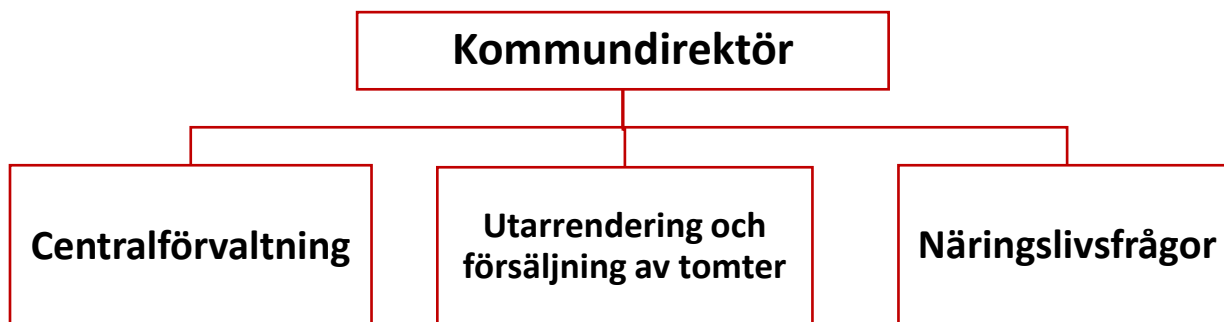 Kommundirektör
Centralförvaltning
Utarrendering och
försäljning av tomter
Näringslivsfrågor